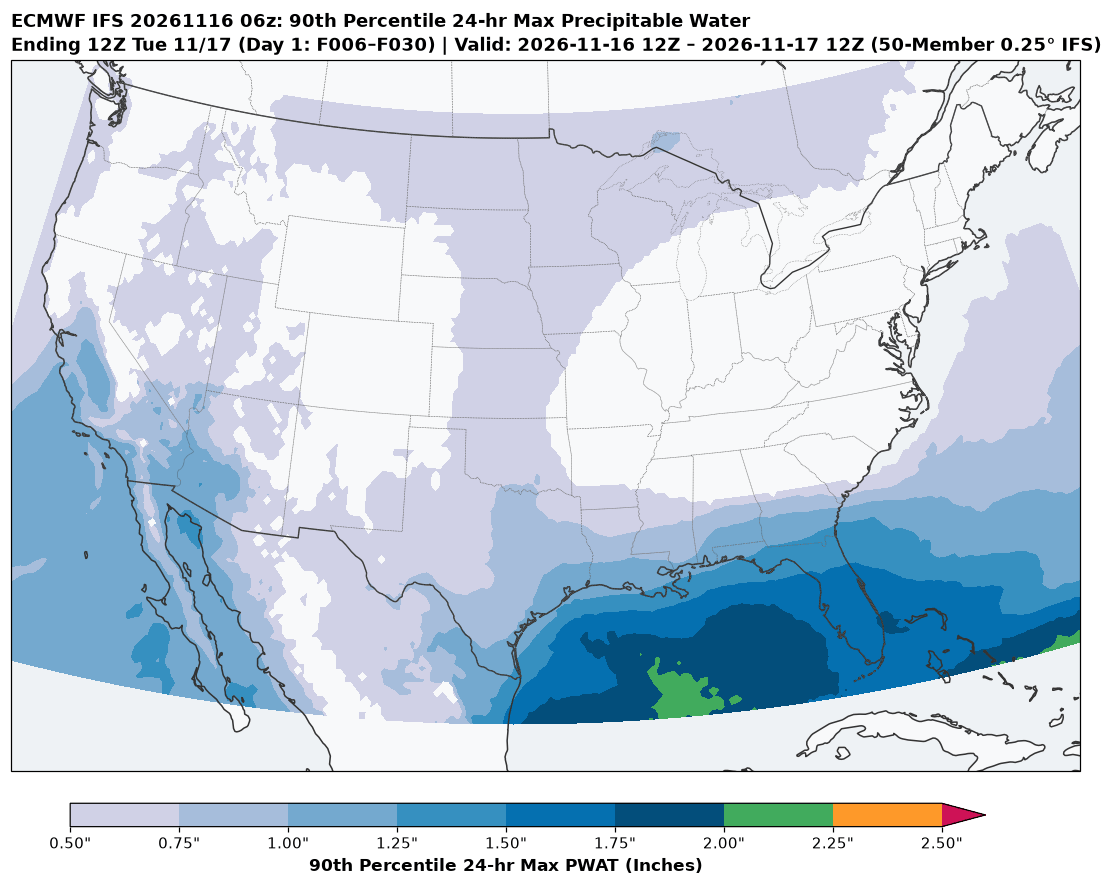 ECMWF IFS 20261116 06z: 90th Percentile 24-hr Max Precipitable Water
Ending 12Z Tue 11/17 (Day 1: F006–F030) | Valid: 2026-11-16 12Z – 2026-11-17 12Z (50-Member 0.25° IFS)
0.50" 0.75" 1.00" 1.25" 1.50" 1.75" 2.00" 2.25" 2.50"
90th Percentile 24-hr Max PWAT (Inches)